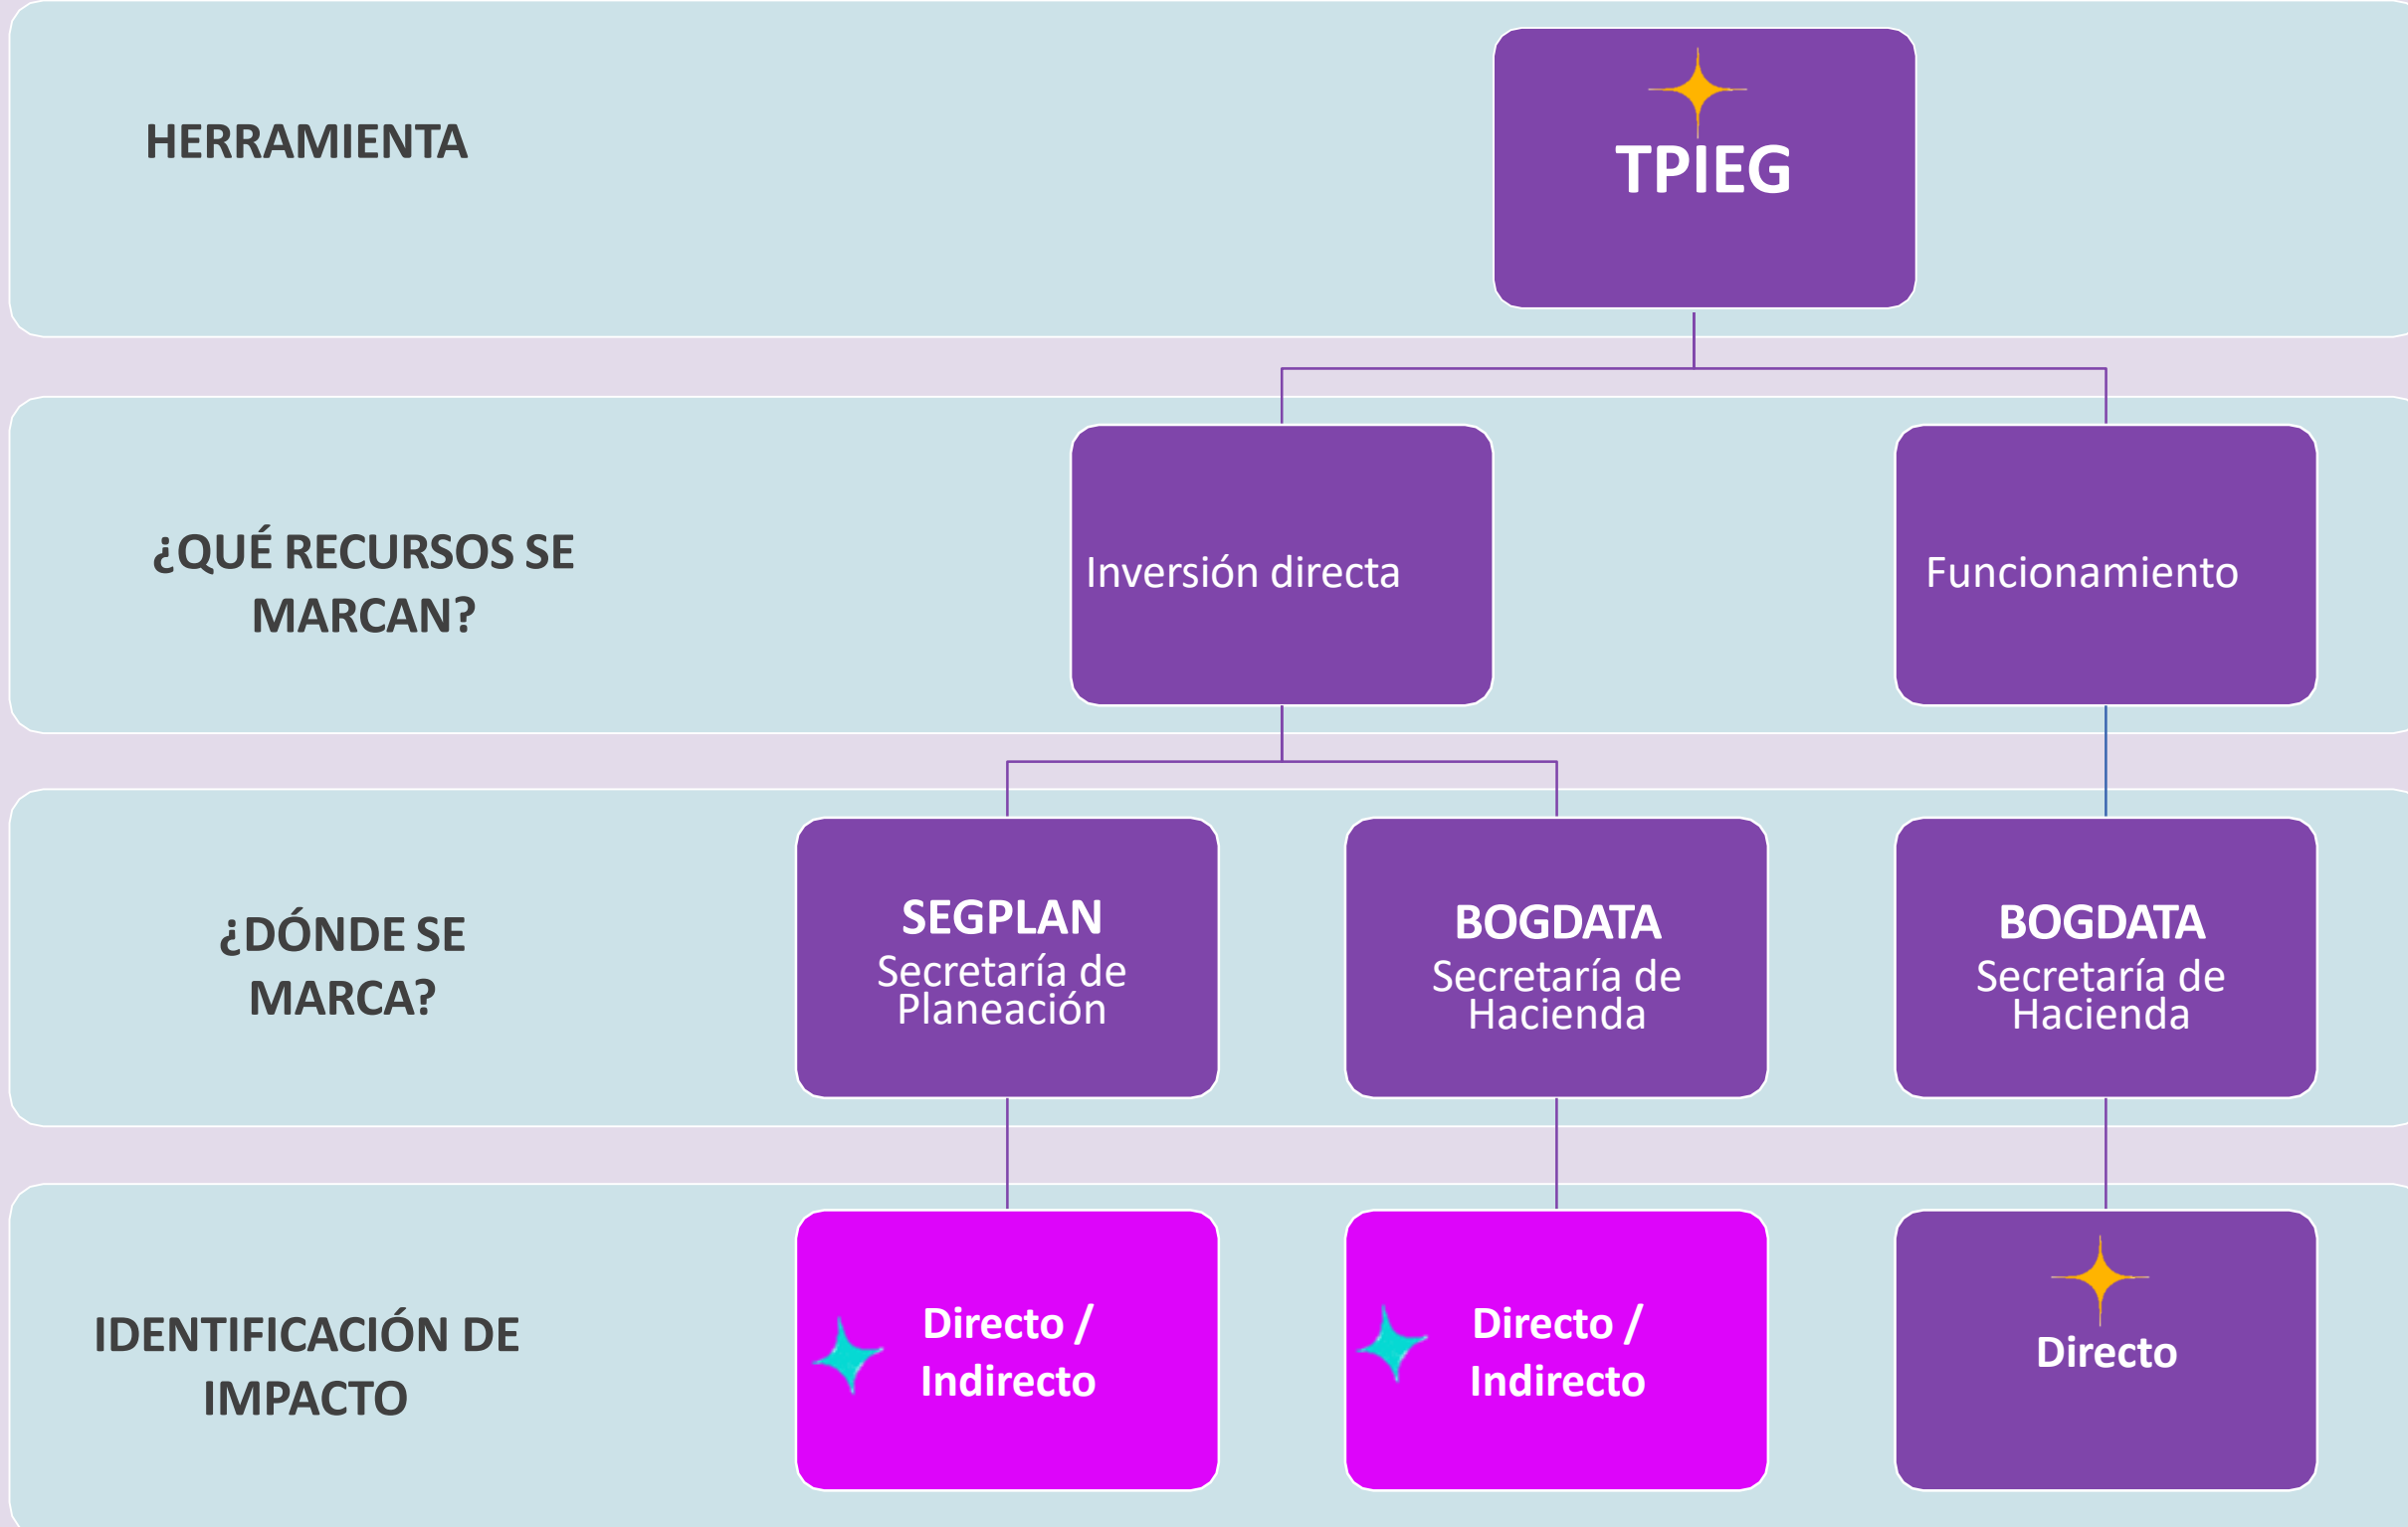 HERRAMIENTA
TPIEG
¿QUÉ RECURSOS SE
MARCAN?
Inversión directa
Funcionamiento
¿DÓNDE SE
MARCA?
SEGPLAN
Secretaría de
Planeación
BOGDATA
Secretaría de
Hacienda
BOGDATA
Secretaría de
Hacienda
IDENTIFICACIÓN DE
IMPACTO
Directo /
Indirecto
Directo /
Indirecto
Directo